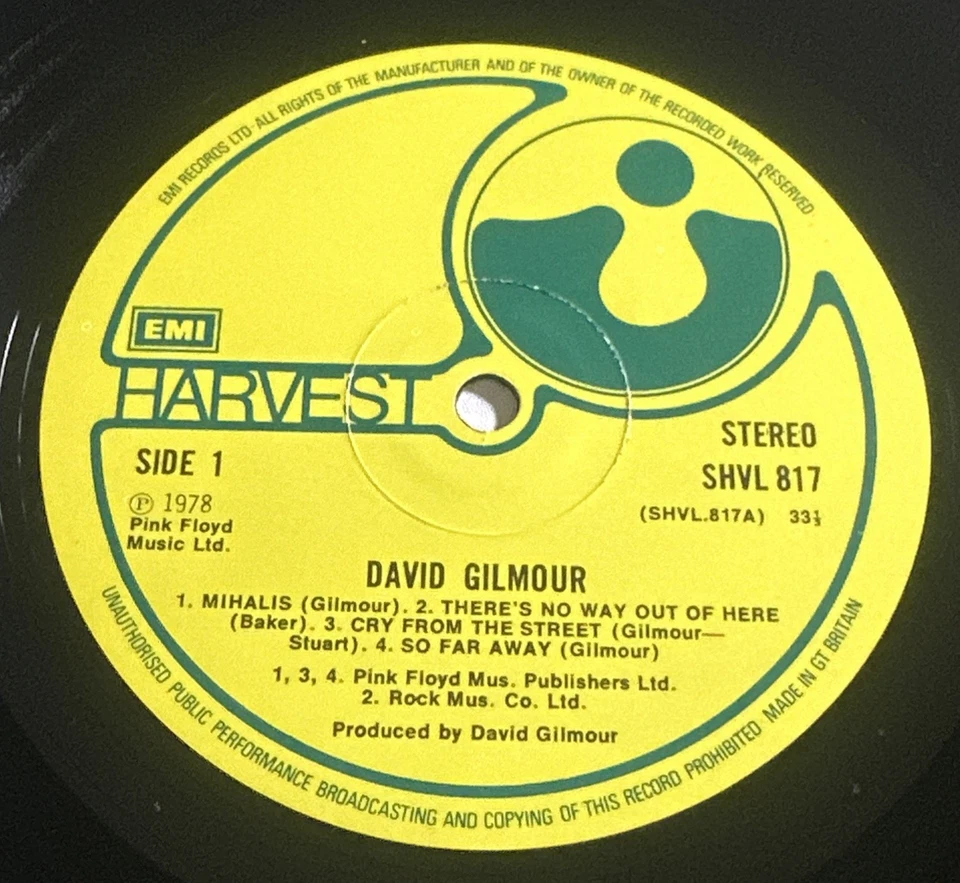 EMI RECORDS LTD·ALL RIGHTS OF THE MANUFACTURER AND OF THE OWNER OF THE RECORDED WORK RESERVED
EMI
HARVEST
STEREO
SIDE 1
SHVL 817
(SHVL.817A) 33⅓
Ⓟ 1978
Pink Floyd
Music Ltd.
DAVID GILMOUR
1. MIHALIS (Gilmour). 2. THERE'S NO WAY OUT OF HERE
(Baker). 3. CRY FROM THE STREET (Gilmour—
Stuart). 4. SO FAR AWAY (Gilmour)
1, 3, 4. Pink Floyd Mus. Publishers Ltd.
2. Rock Mus. Co. Ltd.
Produced by David Gilmour
UNAUTHORISED PUBLIC PERFORMANCE BROADCASTING AND COPYING OF THIS RECORD PROHIBITED· MADE IN GT BRITAIN